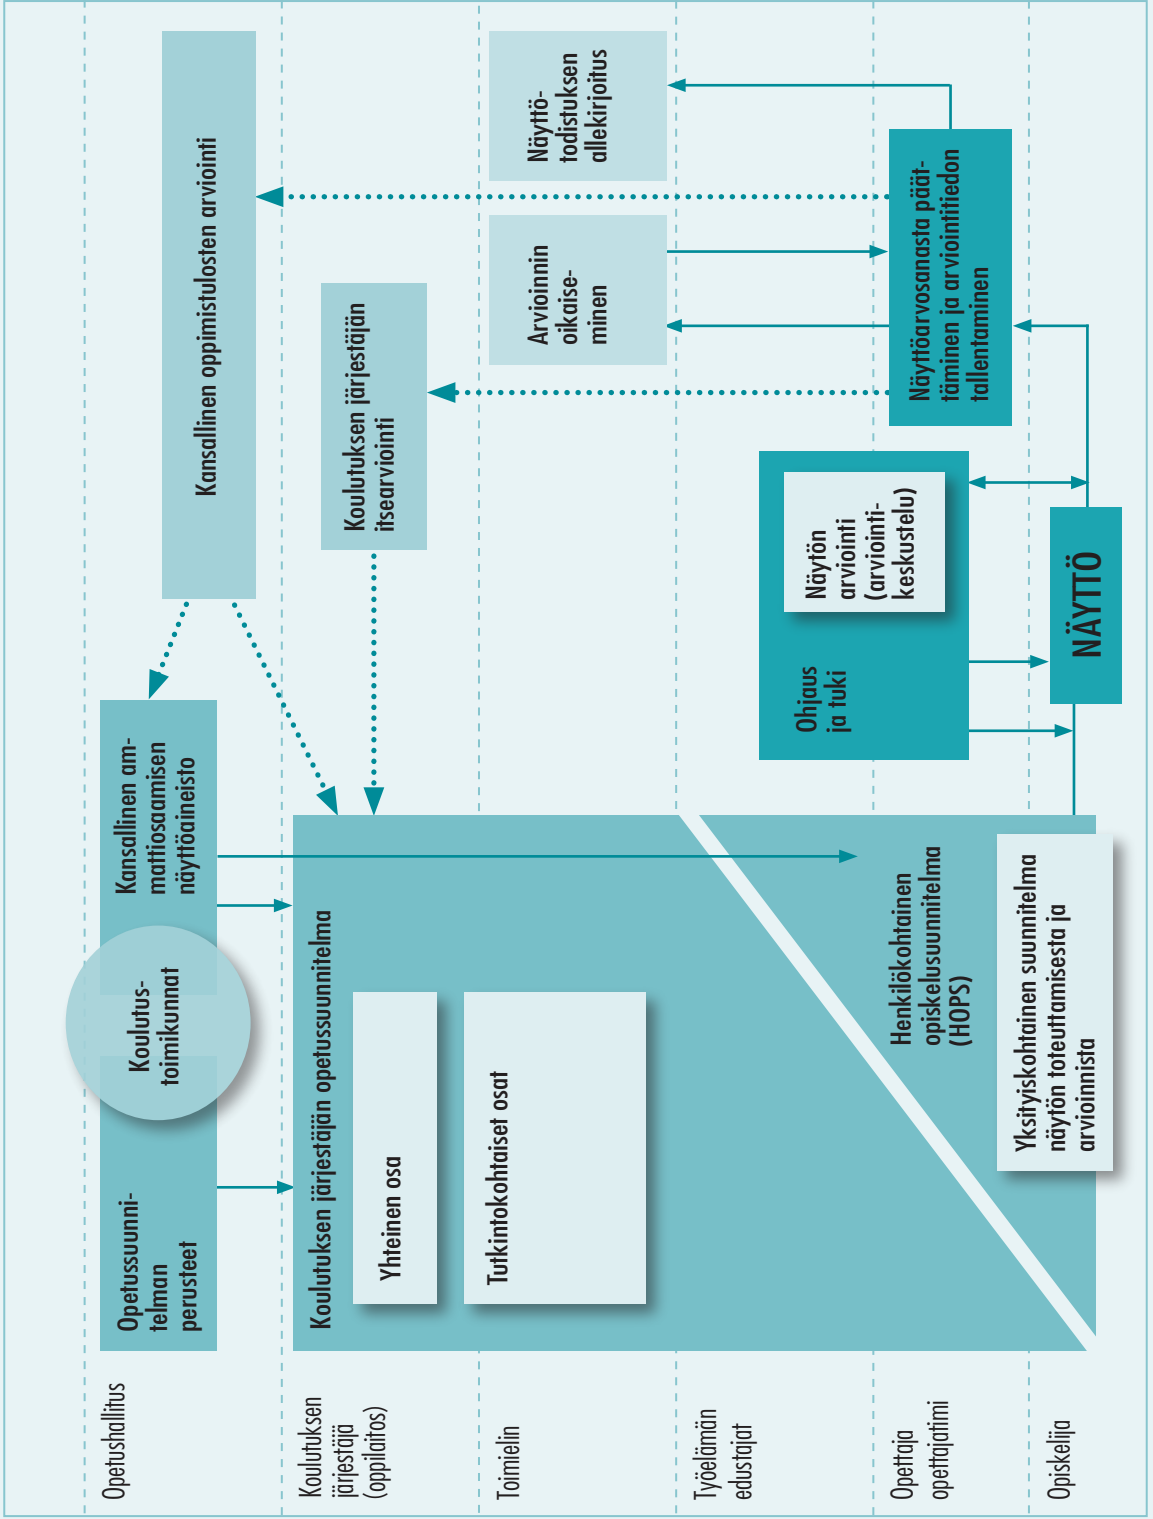 Opetushallitus
Opetussuunni-
telman
perusteet
Koulutus-
toimikunnat
Kansallinen am-
mattiosaamisen
näyttöaineisto
Kansallinen oppimistulosten arviointi
Koulutuksen
järjestäjä
(oppilaitos)
Koulutuksen järjestäjän opetussuunnitelma
Yhteinen osa
Koulutuksen järjestäjän
itsearviointi
Toimielin
Tutkintokohtaiset osat
Arvioinnin
oikaise-
minen
Näyttö-
todistuksen
allekirjoitus
Työelämän
edustajat
Ohjaus
ja tuki
Näytön
arviointi
(arviointi-
keskustelu)
Opettaja
opettajatimi
Henkilökohtainen
opiskelusuunnitelma
(HOPS)
Näyttöarvosanasta päät-
täminen ja arviointitiedon
tallentaminen
Opiskelija
Yksityiskohtainen suunnitelma
näytön toteuttamisesta ja
arvioinnista
NÄYTTÖ